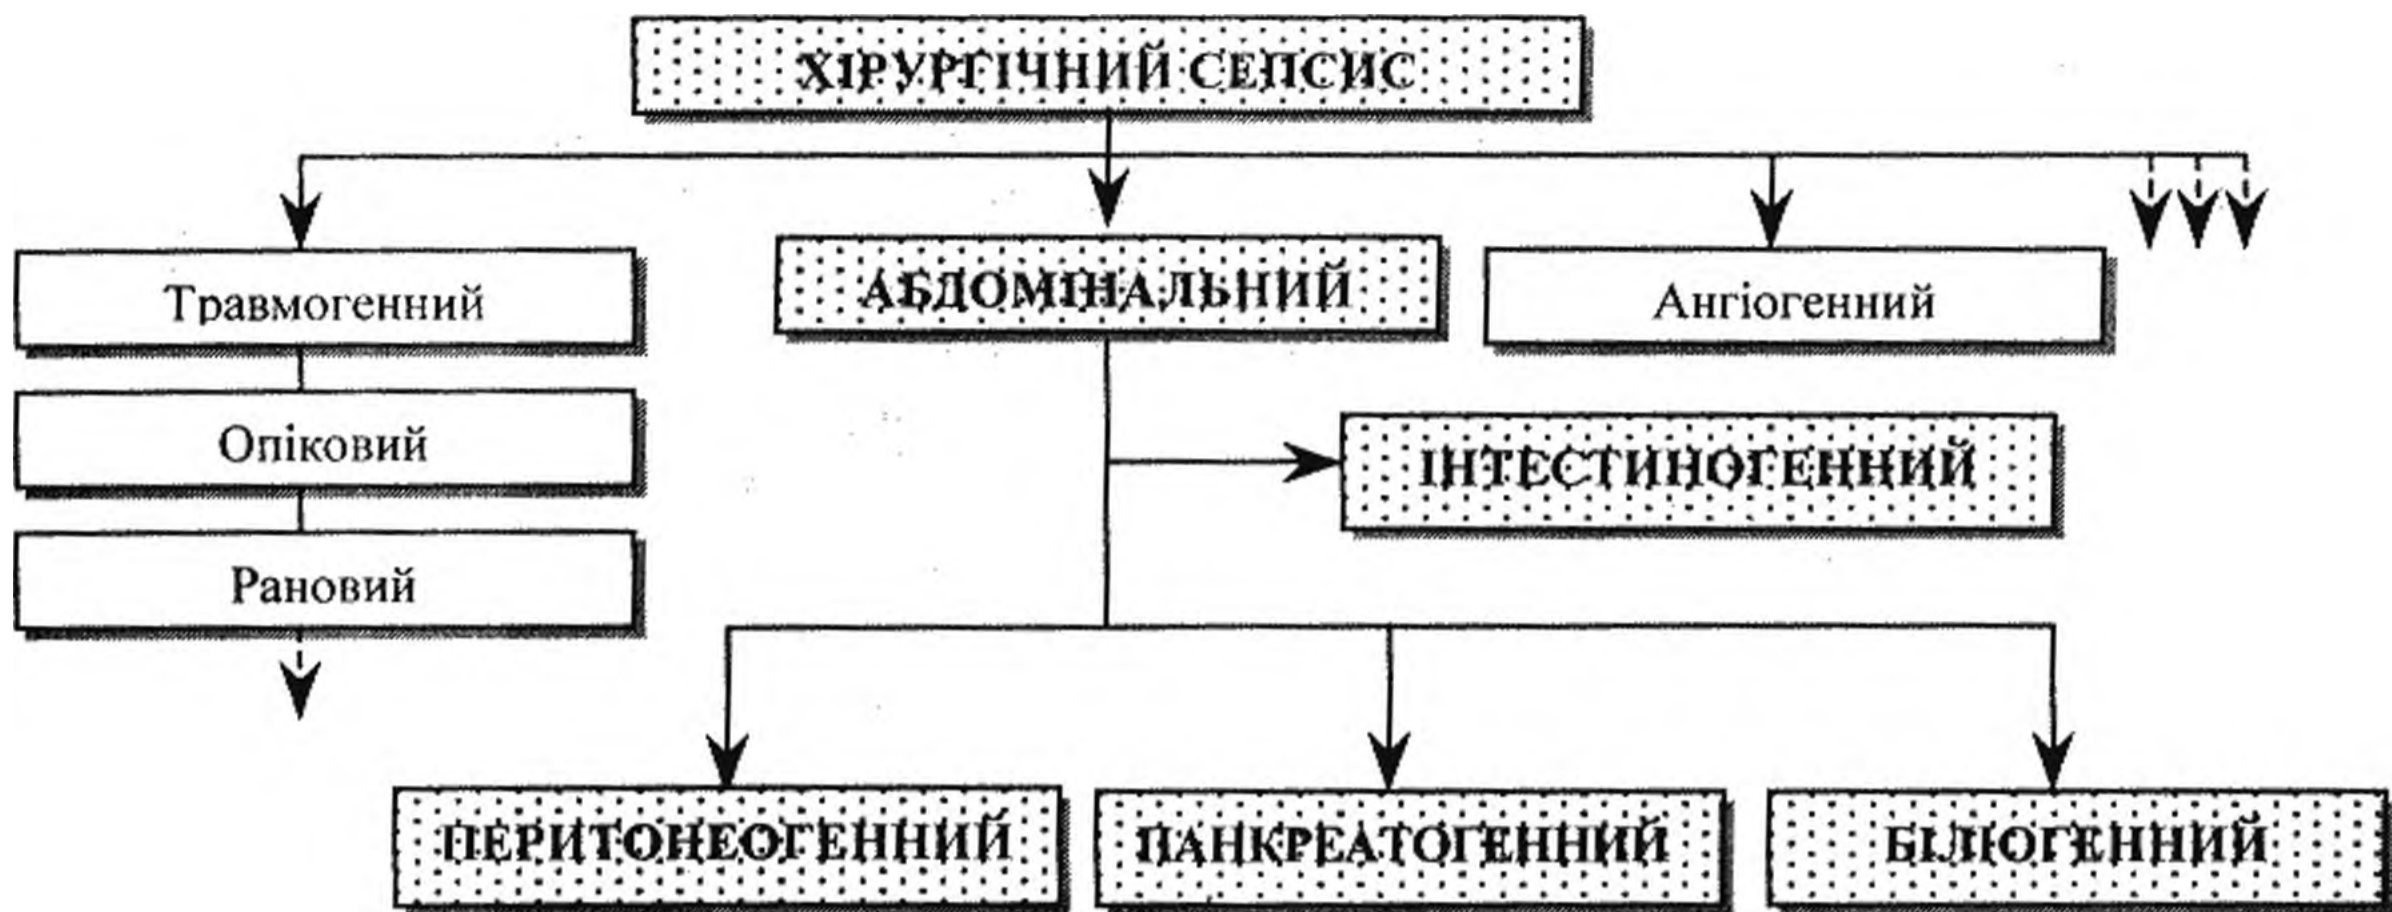 ХІРУРГІЧНИЙ СЕПСИС
Травмогенний
АБДОМІНАЛЬНИЙ
Ангіогенний
Опіковий
ІНТЕСТИНОГЕННИЙ
Рановий
ПЕРИТОНЕОГЕННИЙ
ПАНКРЕАТОГЕННИЙ
БІЛІОГЕННИЙ